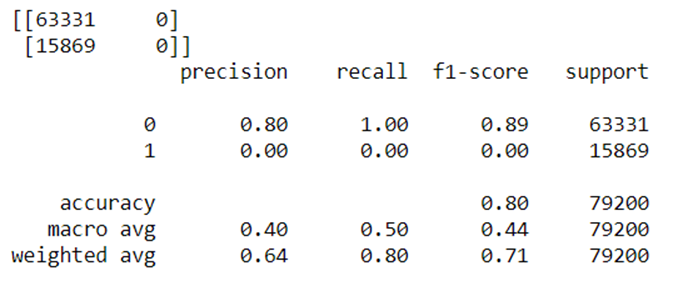 [[63331     0]
 [15869     0]]
              precision    recall  f1-score   support

           0       0.80      1.00      0.89     63331
           1       0.00      0.00      0.00     15869

    accuracy                           0.80     79200
   macro avg       0.40      0.50      0.44     79200
weighted avg       0.64      0.80      0.71     79200